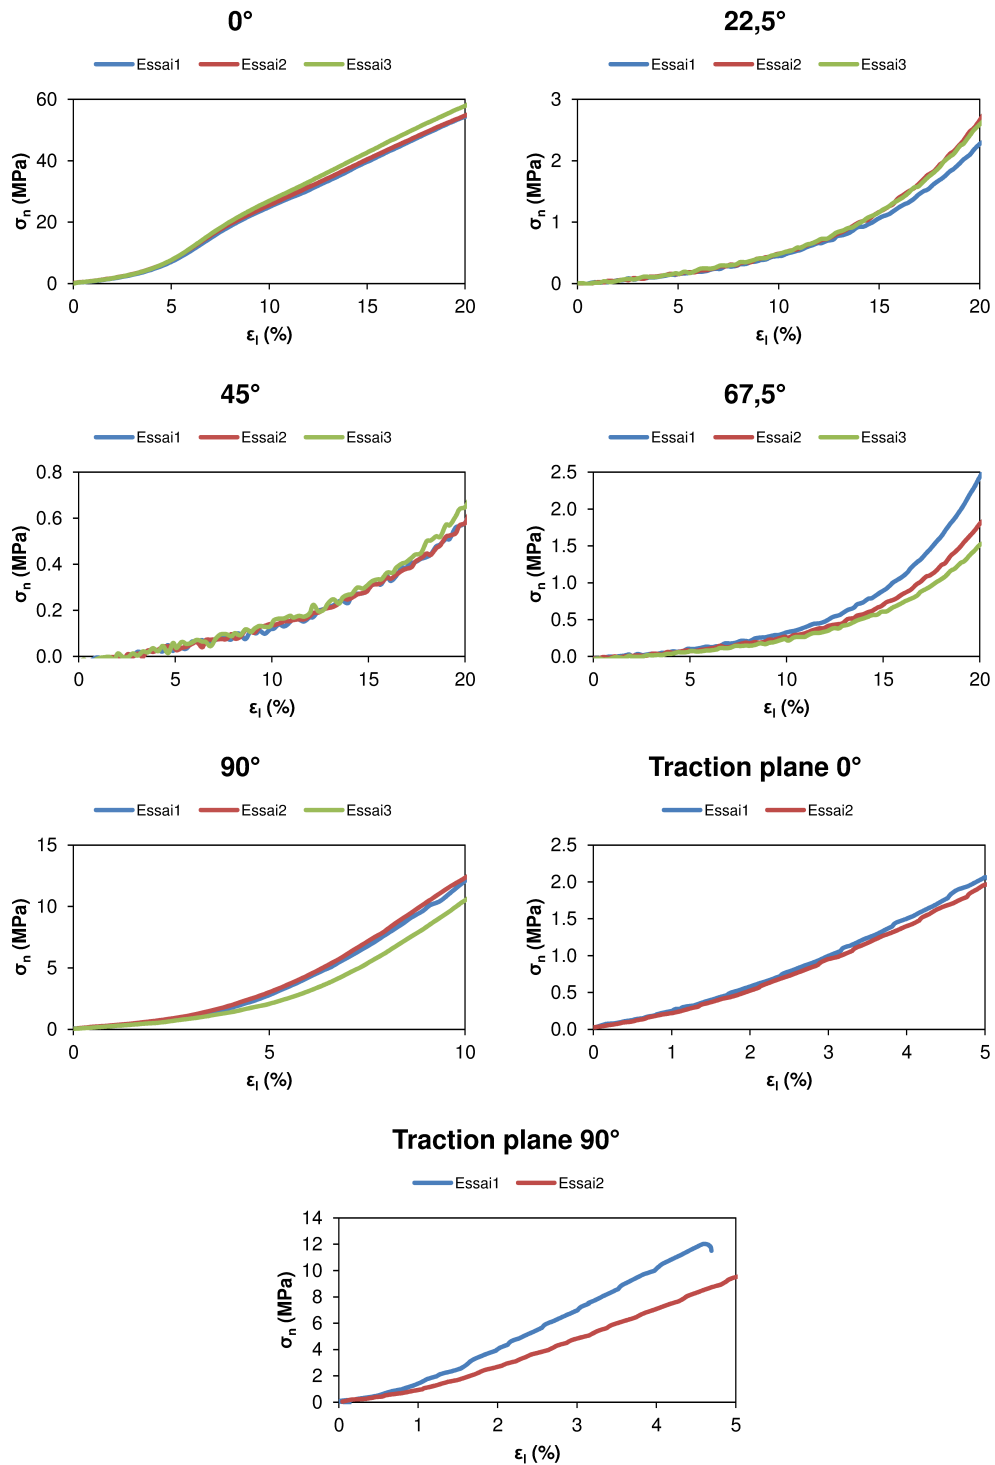 0° 22,5°
Essai1 Essai2 Essai3 Essai1 Essai2 Essai3
60 3
40 2
20 1
0 0
σn (MPa) σn (MPa)
0 5 10 15 20 0 5 10 15 20
εl (%) εl (%)
45° 67,5°
Essai1 Essai2 Essai3 Essai1 Essai2 Essai3
0.8 2.5
0.6 2.0
0.4 1.5
0.2 1.0
0.0 0.5
0.0
σn (MPa) σn (MPa)
0 5 10 15 20 0 5 10 15 20
εl (%) εl (%)
90° Traction plane 0°
Essai1 Essai2 Essai3 Essai1 Essai2
15 2.5
10 2.0
5 1.5
0 1.0
0.5
0.0
σn (MPa) σn (MPa)
0 5 10 0 1 2 3 4 5
εl (%) εl (%)
Traction plane 90°
Essai1 Essai2
14
12
10
8
6
4
2
0
σn (MPa)
0 1 2 3 4 5
εl (%)